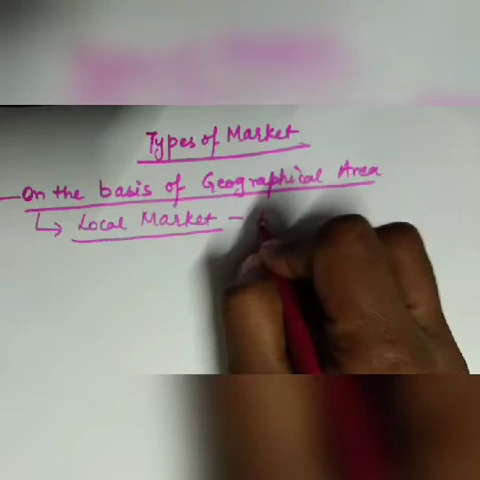 Types of Market
On the basis of Geographical Area
↳ Local Market -